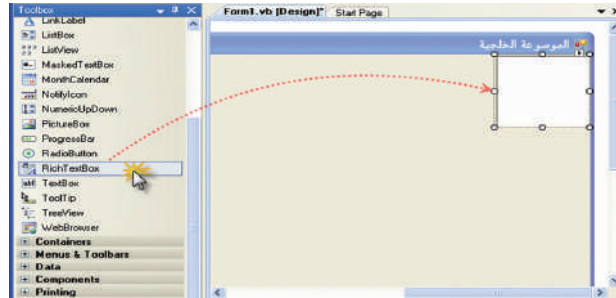 Toolbox
LinkLabel
ListBox
ListView
MaskedTextBox
MonthCalendar
NotifyIcon
NumericUpDown
PictureBox
ProgressBar
RadioButton
RichTextBox
TextBox
ToolTip
TreeView
WebBrowser
Containers
Menus & Toolbars
Data
Components
Printing
Form1.vb [Design]* Start Page
الموسوعة الخلجية